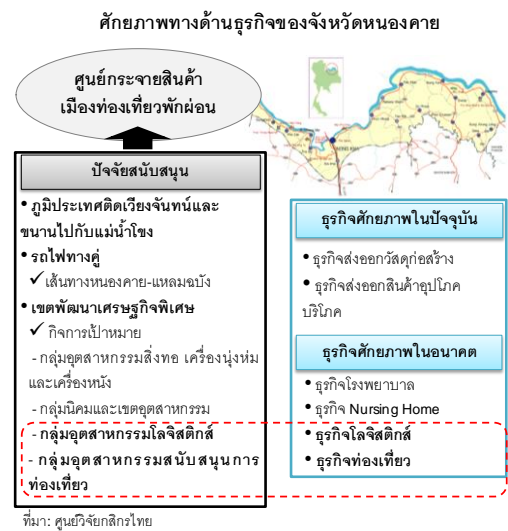 ศักยภาพทางด้านธุรกิจของจังหวัดหนองคาย
ศูนย์กระจายสินค้า
เมืองท่องเที่ยวพักผ่อน
ปัจจัยสนับสนุน
• ภูมิประเทศติดเวียงจันทน์และ
ขนานไปกับแม่น้ำโขง
• รถไฟทางคู่
✓เส้นทางหนองคาย-แหลมฉบัง
• เขตพัฒนาเศรษฐกิจพิเศษ
✓ กิจการเป้าหมาย
- กลุ่มอุตสาหกรรมสิ่งทอ เครื่องนุ่งห่ม
และเครื่องหนัง
- กลุ่มนิคมและเขตอุตสาหกรรม
- กลุ่มอุตสาหกรรมโลจิสติกส์
- กลุ่มอุตสาหกรรมสนับสนุนการ
ท่องเที่ยว
ธุรกิจศักยภาพในปัจจุบัน
• ธุรกิจส่งออกวัสดุก่อสร้าง
• ธุรกิจส่งออกสินค้าอุปโภค
บริโภค
ธุรกิจศักยภาพในอนาคต
• ธุรกิจโรงพยาบาล
• ธุรกิจ Nursing Home
• ธุรกิจโลจิสติกส์
• ธุรกิจท่องเที่ยว
ที่มา: ศูนย์วิจัยกสิกรไทย